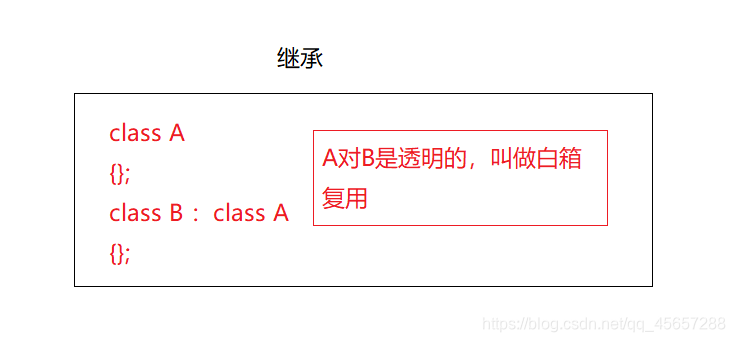 继承
class A
{};
class B ：class A
{};
A对B是透明的，叫做白箱
复用
https://blog.csdn.net/qq_45657288